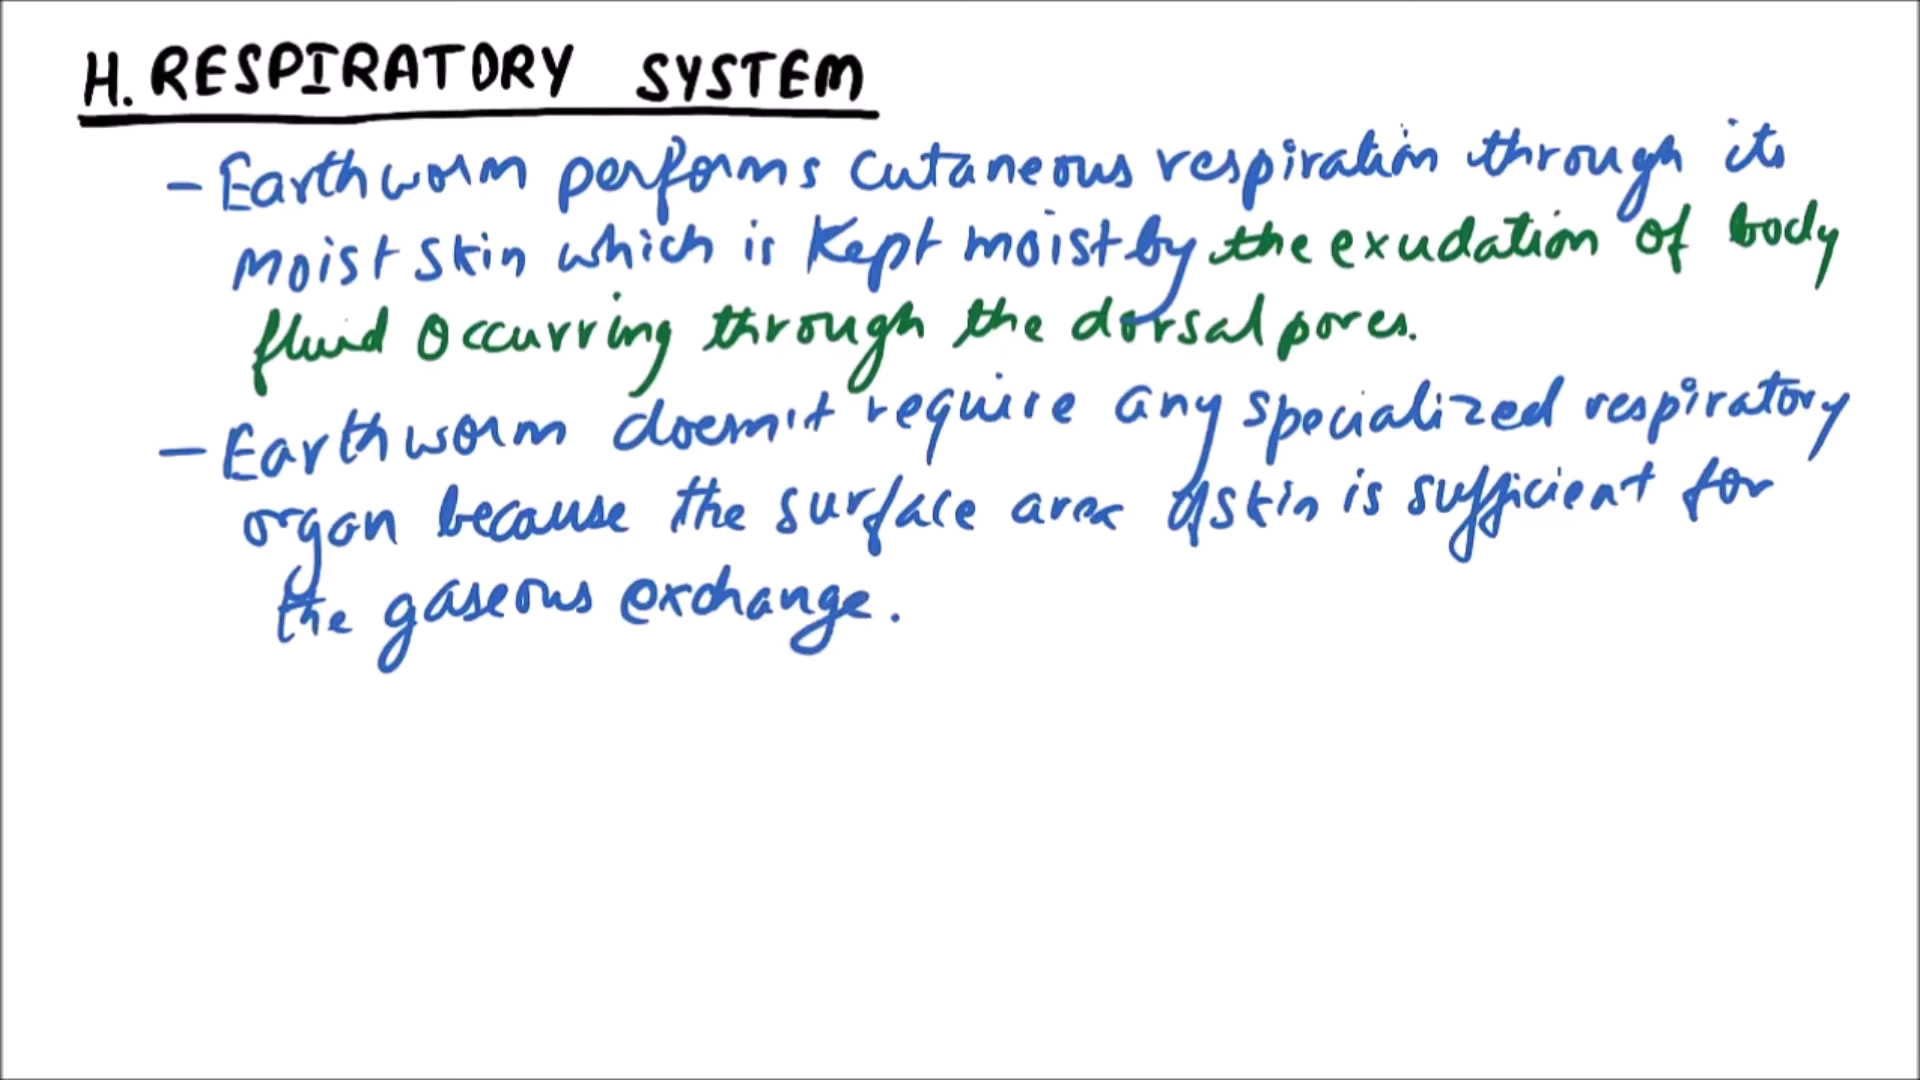 H. RESPIRATORY SYSTEM
- Earthworm performs cutaneous respiration through its
moist skin which is kept moist by the exudation of body
fluid occurring through the dorsal pores.
- Earthworm doesn't require any specialized respiratory
organ because the surface area of skin is sufficient for
the gaseous exchange.